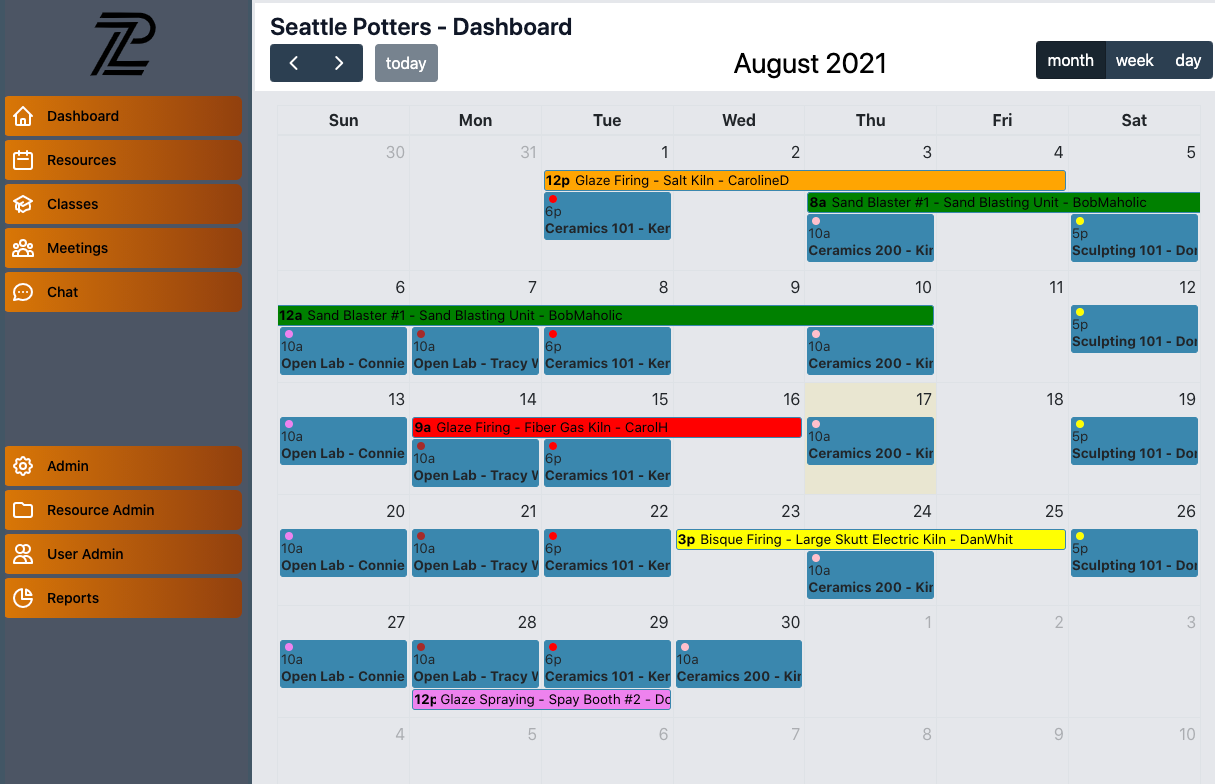 Seattle Potters - Dashboard
today
August 2021
month week day
Dashboard
Resources
Classes
Meetings
Chat
Admin
Resource Admin
User Admin
Reports
Sun Mon Tue Wed Thu Fri Sat
30 31 1 2 3 4 5
12p Glaze Firing - Salt Kiln - CarolineD
8a Sand Blaster #1 - Sand Blasting Unit - BobMaholic
6p
Ceramics 101 - Ker
10a
Ceramics 200 - Kir
5p
Sculpting 101 - Dor
6 7 8 9 10 11 12
12a Sand Blaster #1 - Sand Blasting Unit - BobMaholic
10a
Open Lab - Connie
10a
Open Lab - Tracy W
6p
Ceramics 101 - Ker
10a
Ceramics 200 - Kir
5p
Sculpting 101 - Dor
13 14 15 16 17 18 19
9a Glaze Firing - Fiber Gas Kiln - CarolH
10a
Open Lab - Connie
10a
Open Lab - Tracy W
6p
Ceramics 101 - Ker
10a
Ceramics 200 - Kir
5p
Sculpting 101 - Dor
20 21 22 23 24 25 26
3p Bisque Firing - Large Skutt Electric Kiln - DanWhit
10a
Open Lab - Connie
10a
Open Lab - Tracy W
6p
Ceramics 101 - Ker
10a
Ceramics 200 - Kir
5p
Sculpting 101 - Dor
27 28 29 30 1 2 3
10a
Open Lab - Connie
10a
Open Lab - Tracy W
6p
Ceramics 101 - Ker
10a
Ceramics 200 - Kir
12p Glaze Spraying - Spay Booth #2 - Do
4 5 6 7 8 9 10